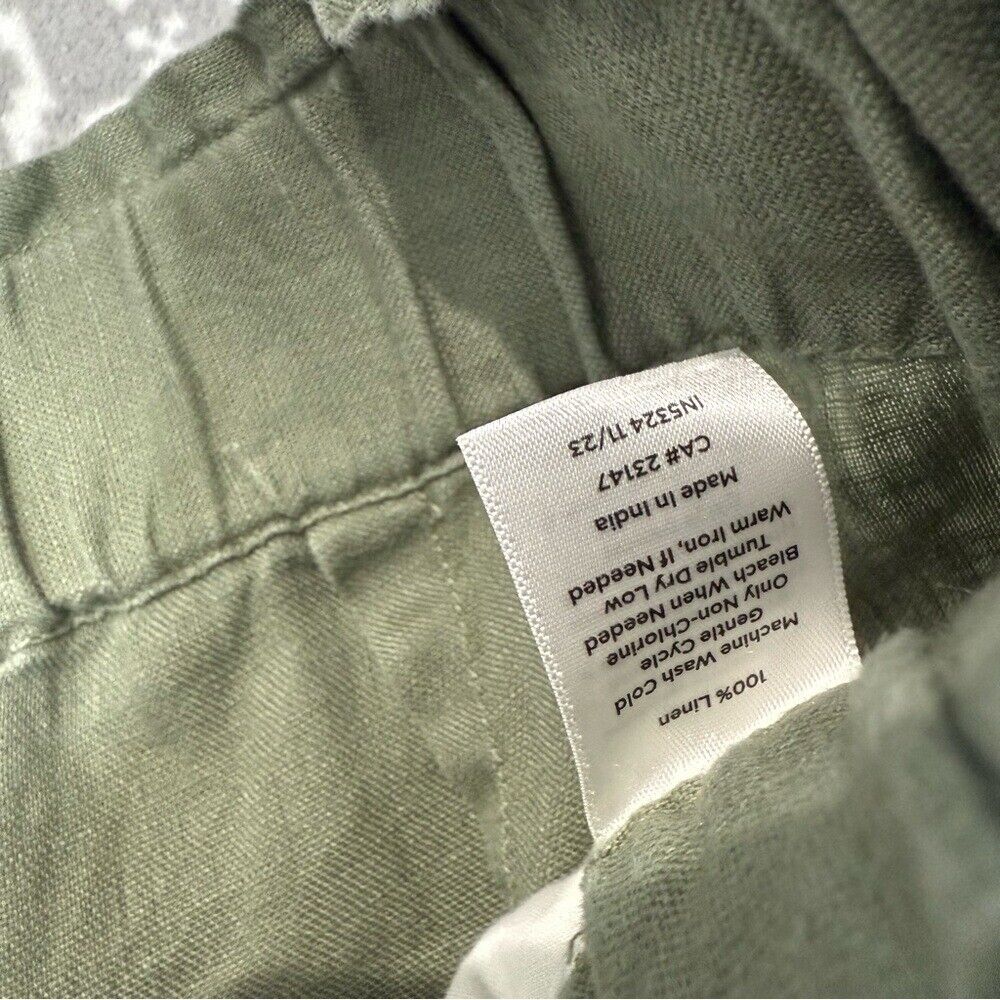 100% Linen
Machine Wash Cold
Gentle Cycle
Only Non-Chlorine
Bleach When Needed
Tumble Dry Low
Warm Iron, If Needed
Made In India
CA# 23147
IN5324 11/23